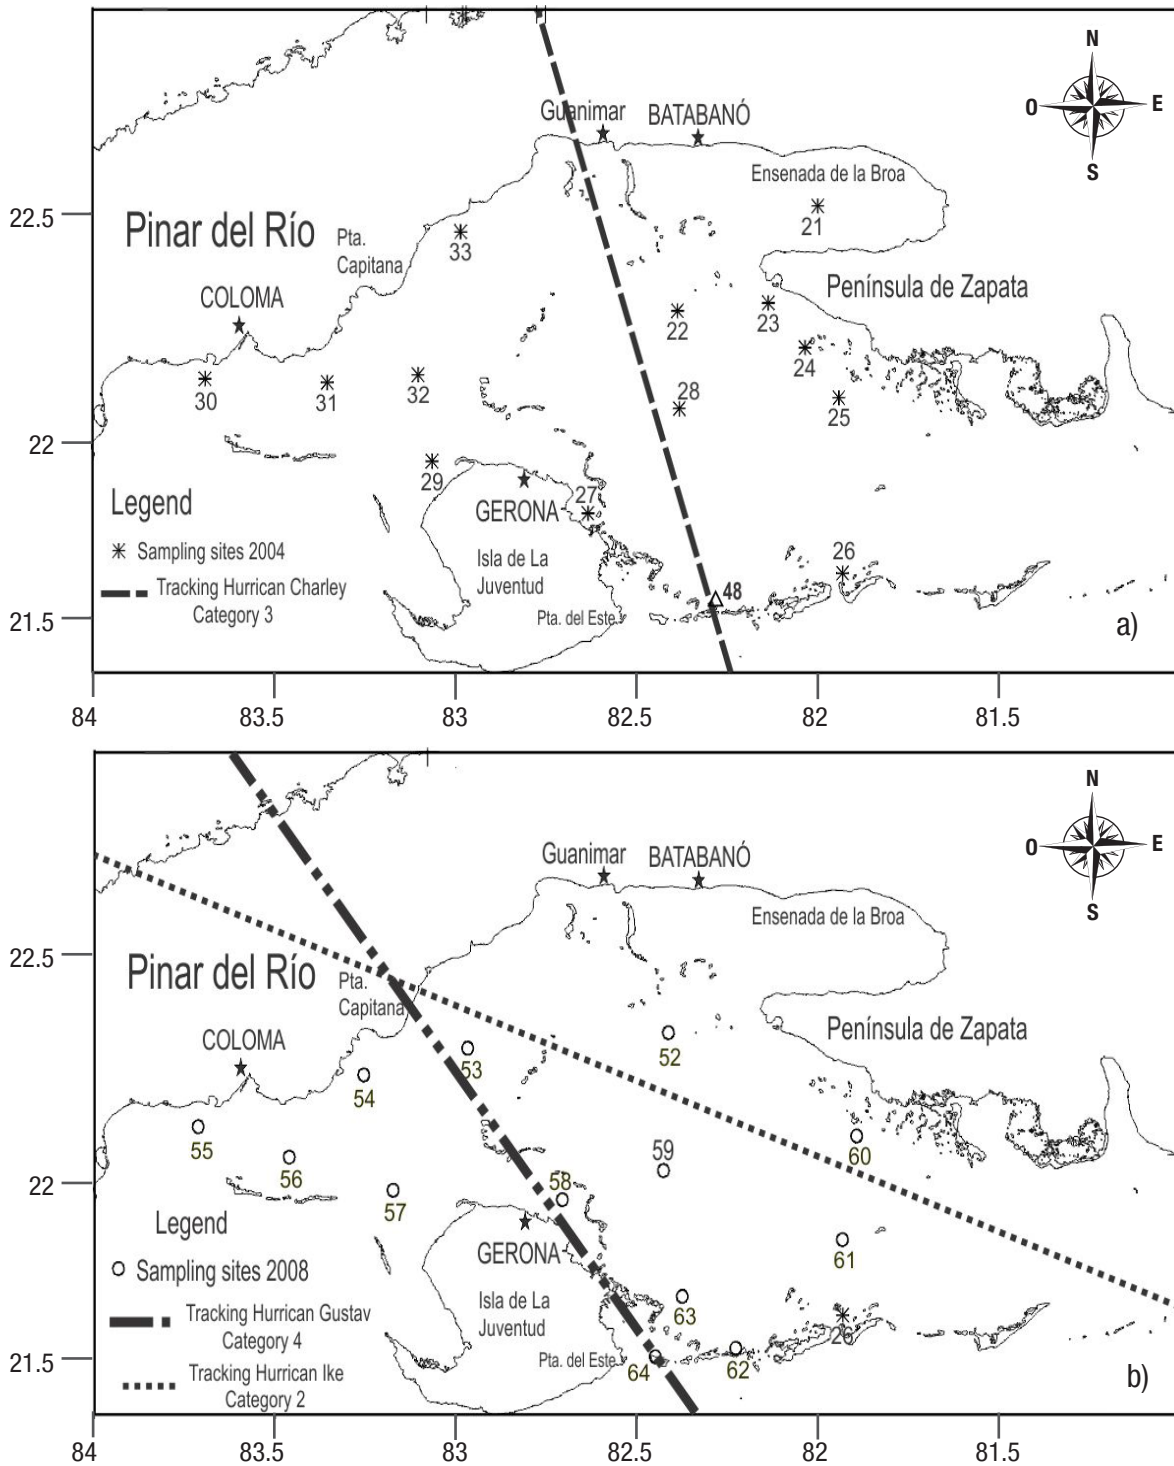 N
O
E
S
Guanimar
BATABANÓ
Ensenada de la Broa
22.5
21
Pinar del Río
Pta.
Capitana
33
Península de Zapata
COLOMA
22
23
24
30
31
32
28
25
22
29
27
GERONA
Legend
Sampling sites 2004
Tracking Hurrican Charley
Category 3
Isla de La
Juventud
26
48
Pta. del Este
21.5
a)
84
83.5
83
82.5
82
81.5
N
O
E
S
Guanimar
BATABANÓ
Ensenada de la Broa
22.5
Pinar del Río
Pta.
Capitana
Península de Zapata
COLOMA
52
53
54
55
56
59
60
22
57
58
Legend
Sampling sites 2008
Tracking Hurrican Gustav
Category 4
Tracking Hurrican Ike
Category 2
GERONA
61
Isla de La
Juventud
63
26
Pta. del Este
64
62
21.5
b)
84
83.5
83
82.5
82
81.5